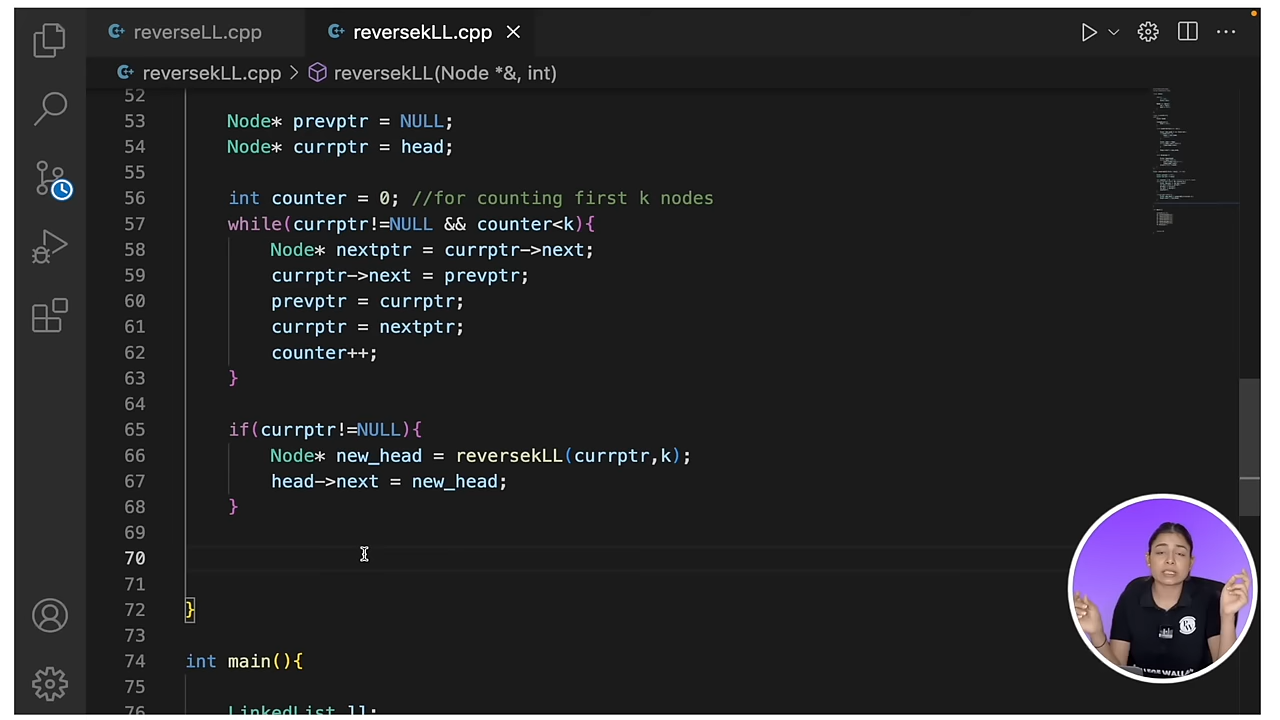 reverseLL.cpp
reversekLL.cpp
reversekLL.cpp > reversekLL(Node *&, int)
52
53 Node* prevptr = NULL;
54 Node* currptr = head;
55
56 int counter = 0; //for counting first k nodes
57 while(currptr!=NULL && counter<k){
58 Node* nextptr = currptr->next;
59 currptr->next = prevptr;
60 prevptr = currptr;
61 currptr = nextptr;
62 counter++;
63 }
64
65 if(currptr!=NULL){
66 Node* new_head = reversekLL(currptr,k);
67 head->next = new_head;
68 }
69
70
71
72 }
73
74 int main(){
75
76 LinkedList ll;